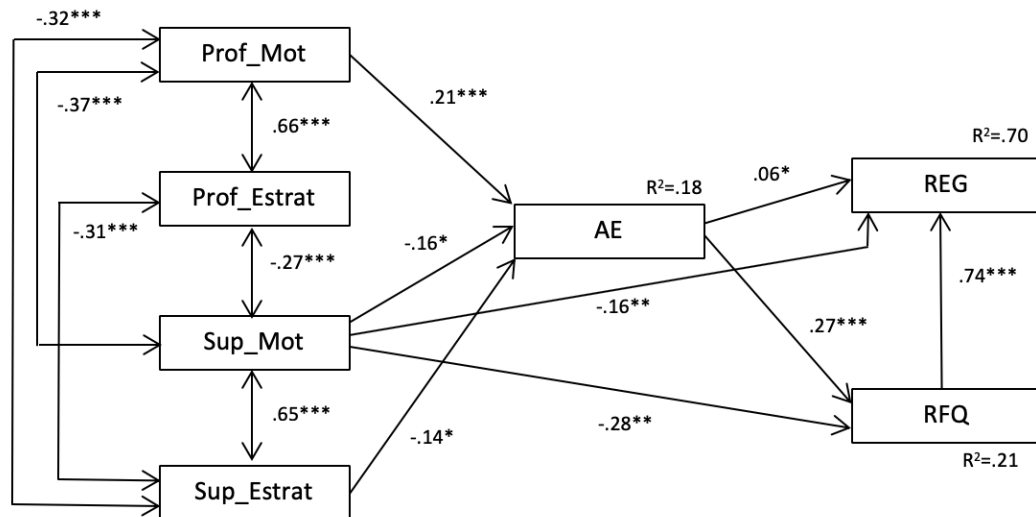 -.32***
Prof_Mot
-.37***
.21***
.66***
R²=.70
Prof_Estrat
R²=.18
.06*
REG
-.31***
AE
-.27***
-.16*
.74***
-.16**
Sup_Mot
.27***
.65***
-.28**
RFQ
-.14*
R²=.21
Sup_Estrat